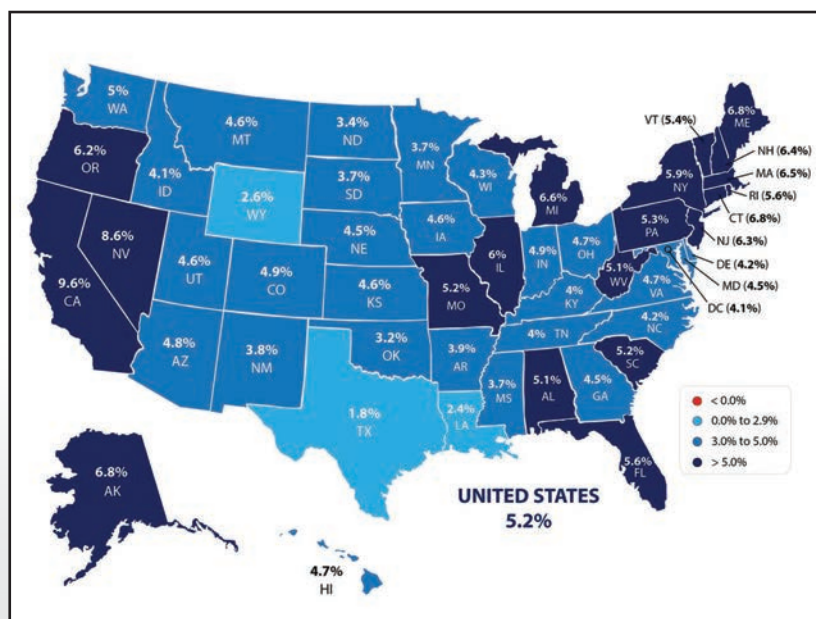 5%
WA
6.2%
OR
9.6%
CA
8.6%
NV
4.1%
ID
4.6%
MT
2.6%
WY
4.6%
UT
4.9%
CO
4.8%
AZ
3.8%
NM
3.4%
ND
3.7%
SD
4.5%
NE
4.6%
KS
3.2%
OK
1.8%
TX
3.7%
MN
4.6%
IA
5.2%
MO
3.9%
AR
2.4%
LA
4.3%
WI
6%
IL
6.6%
MI
4.9%
IN
4.7%
OH
4%
KY
4% TN
3.7%
MS
5.1%
AL
4.5%
GA
5.6%
FL
5.2%
SC
4.2%
NC
4.7%
VA
5.1%
WV
5.3%
PA
5.9%
NY
6.8%
ME
VT (5.4%)
NH (6.4%)
MA (6.5%)
RI (5.6%)
CT (6.8%)
NJ (6.3%)
DE (4.2%)
MD (4.5%)
DC (4.1%)
6.8%
AK
4.7%
HI
UNITED STATES
5.2%
< 0.0%
0.0% to 2.9%
3.0% to 5.0%
> 5.0%